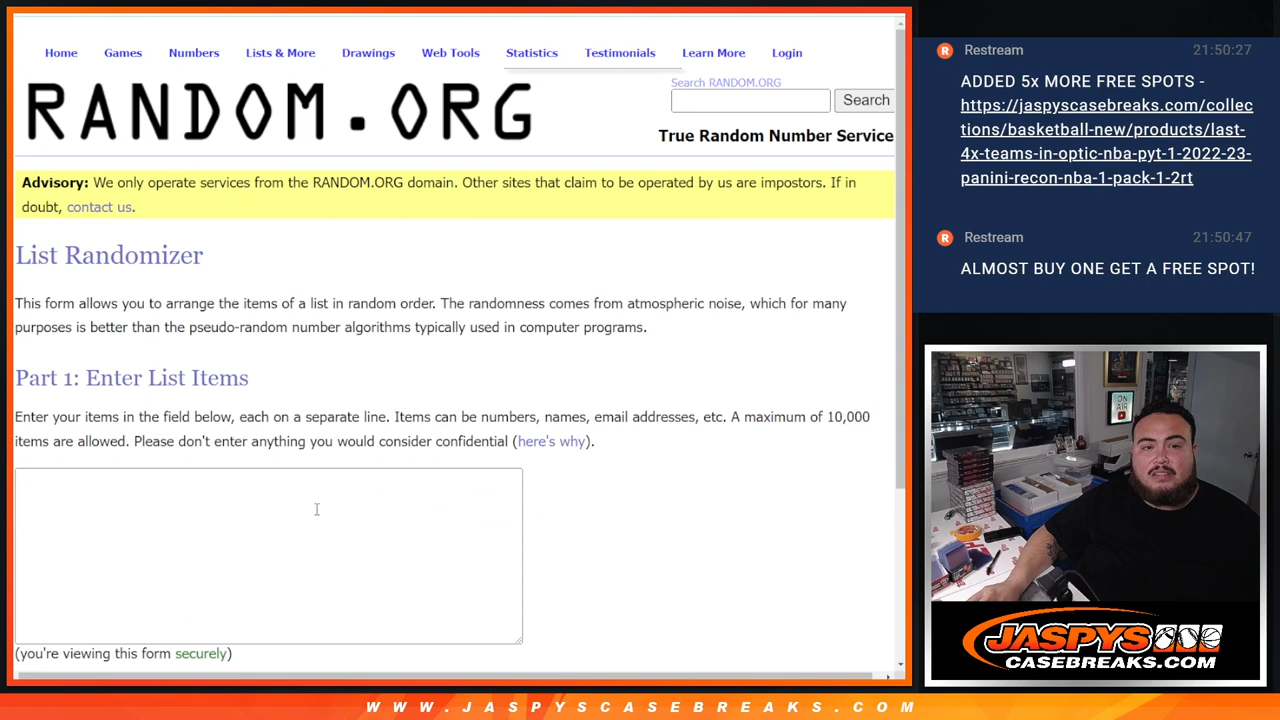 Home Games Numbers Lists & More Drawings Web Tools Statistics Testimonials Learn More Login
RANDOM.ORG
Search RANDOM.ORG
Search
True Random Number Service
Advisory: We only operate services from the RANDOM.ORG domain. Other sites that claim to be operated by us are impostors. If in
doubt, contact us.
List Randomizer
This form allows you to arrange the items of a list in random order. The randomness comes from atmospheric noise, which for many
purposes is better than the pseudo-random number algorithms typically used in computer programs.
Part 1: Enter List Items
Enter your items in the field below, each on a separate line. Items can be numbers, names, email addresses, etc. A maximum of 10,000
items are allowed. Please don't enter anything you would consider confidential (here's why).
(you're viewing this form securely)
Restream 21:50:27
ADDED 5x MORE FREE SPOTS -
https://jaspyscasebreaks.com/collec
tions/basketball-new/products/last-
4x-teams-in-optic-nba-pyt-1-2022-23-
panini-recon-nba-1-pack-1-2rt
Restream 21:50:47
ALMOST BUY ONE GET A FREE SPOT!
ON
AIR
JASPYS
CASEBREAKS.COM
WWW.JASPYSCASEBREAKS.COM